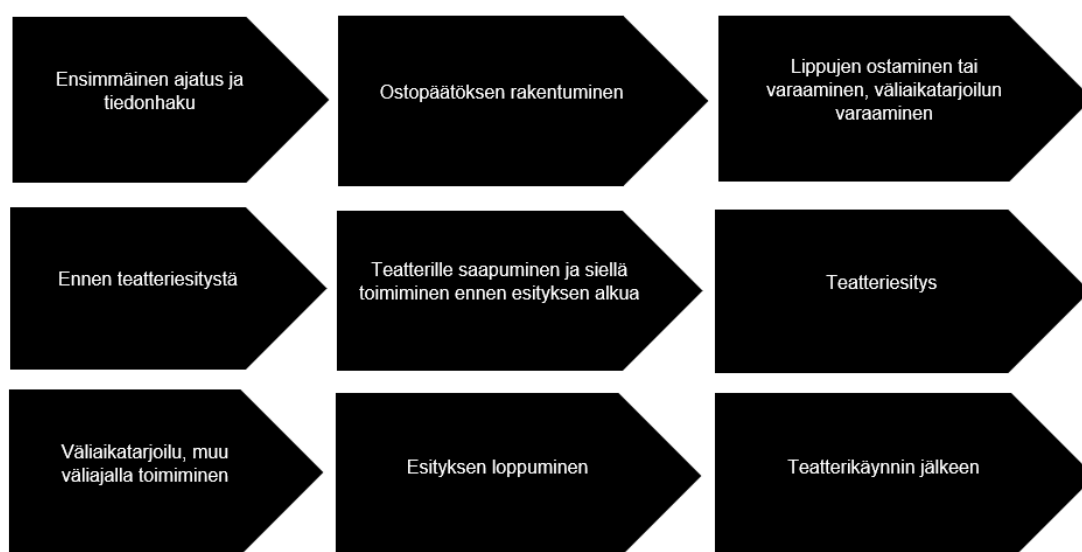 Ensimmäinen ajatus ja
tiedonhaku
Ostopäätöksen rakentuminen
Lippujen ostaminen tai
varaaminen, väliaikatarjoilun
varaaminen
Ennen teatteriesitystä
Teatterille saapuminen ja siellä
toimiminen ennen esityksen alkua
Teatteriesitys
Väliaikatarjoilu, muu
väliajalla toimiminen
Esityksen loppuminen
Teatterikäynnin jälkeen